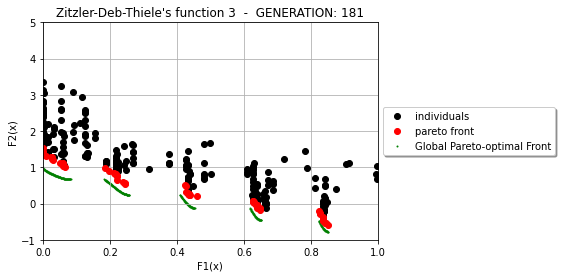 Zitzler-Deb-Thiele's function 3 - GENERATION: 181
5
4
3
2
1
0
−1
F2(x)
0.0 0.2 0.4 0.6 0.8 1.0
F1(x)
individuals
pareto front
Global Pareto-optimal Front